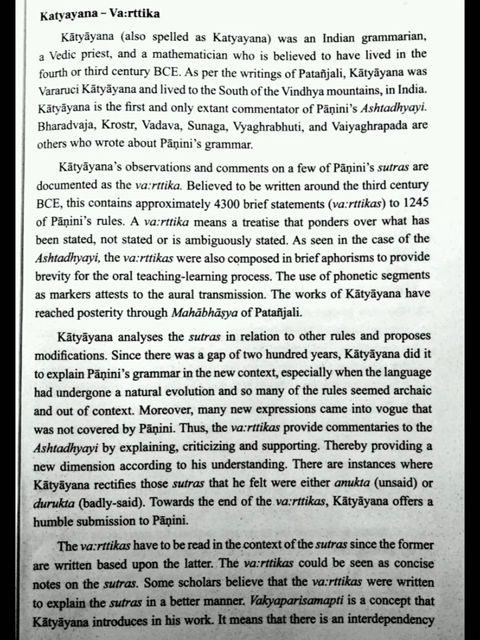 Katyayana – Va:rttika
Kātyāyana (also spelled as Katyayana) was an Indian grammarian,
a Vedic priest, and a mathematician who is believed to have lived in the
fourth or third century BCE. As per the writings of Patañjali, Kātyāyana was
Vararuci Kātyāyana and lived to the South of the Vindhya mountains, in India.
Kātyāyana is the first and only extant commentator of Pāṇini's Ashtadhyayi.
Bharadvaja, Krostr, Vadava, Sunaga, Vyaghrabhuti, and Vaiyaghrapada are
others who wrote about Pāṇini's grammar.
Kātyāyana's observations and comments on a few of Pāṇini's sutras are
documented as the va:rttika. Believed to be written around the third century
BCE, this contains approximately 4300 brief statements (va:rttikas) to 1245
of Pāṇini's rules. A va:rttika means a treatise that ponders over what has
been stated, not stated or is ambiguously stated. As seen in the case of the
Ashtadhyayi, the va:rttikas were also composed in brief aphorisms to provide
brevity for the oral teaching-learning process. The use of phonetic segments
as markers attests to the aural transmission. The works of Kātyāyana have
reached posterity through Mahābhāṣya of Patañjali.
Kātyāyana analyses the sutras in relation to other rules and proposes
modifications. Since there was a gap of two hundred years, Kātyāyana did it
to explain Pāṇini's grammar in the new context, especially when the language
had undergone a natural evolution and so many of the rules seemed archaic
and out of context. Moreover, many new expressions came into vogue that
was not covered by Pāṇini. Thus, the va:rttikas provide commentaries to the
Ashtadhyayi by explaining, criticizing and supporting. Thereby providing a
new dimension according to his understanding. There are instances where
Kātyāyana rectifies those sutras that he felt were either anukta (unsaid) or
durukta (badly-said). Towards the end of the va:rttikas, Kātyāyana offers a
humble submission to Pāṇini.
The va:rttikas have to be read in the context of the sutras since the former
are written based upon the latter. The va:rttikas could be seen as concise
notes on the sutras. Some scholars believe that the va:rttikas were written
to explain the sutras in a better manner. Vakyaparisamapti is a concept that
Kātyāyana introduces in his work. It means that there is an interdependency